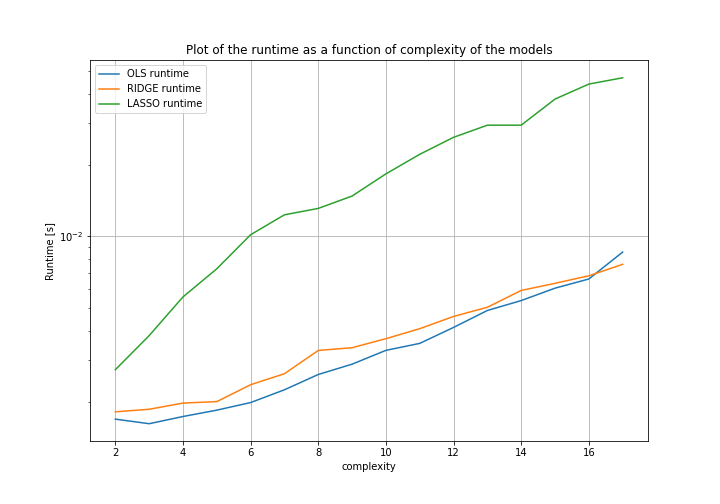 Plot of the runtime as a function of complexity of the models
OLS runtime
RIDGE runtime
LASSO runtime
Runtime [s]
10⁻²
2 4 6 8 10 12 14 16
complexity